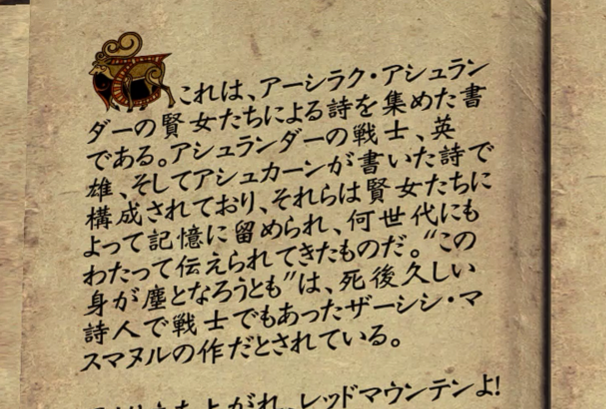 これは、アーシラク・アシュラン
ダーの賢女たちによる詩を集めた書
である。アシュランダーの戦士、英
雄、そしてアシュカーンが書いた詩で
構成されており、それらは賢女たちに
よって記憶に留められ、何世代にも
わたって伝えられてきたものだ。“この
身が塵となろうとも”は、死後久しい
詩人で戦士でもあったザーシシ・マ
スマヌルの作だとされている。
上がれ、レッドマウンテンよ!